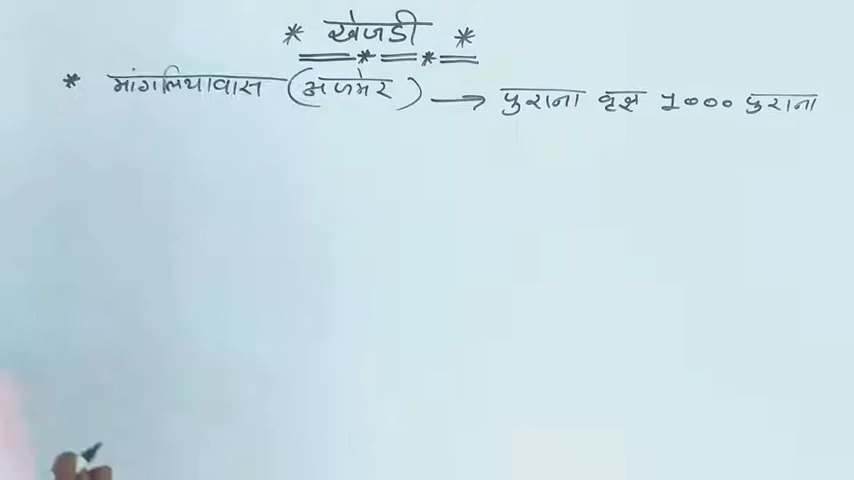 * खेजडी *
* मांगलियावास (अजमेर) → पुराना वृक्ष 1000 पुराना